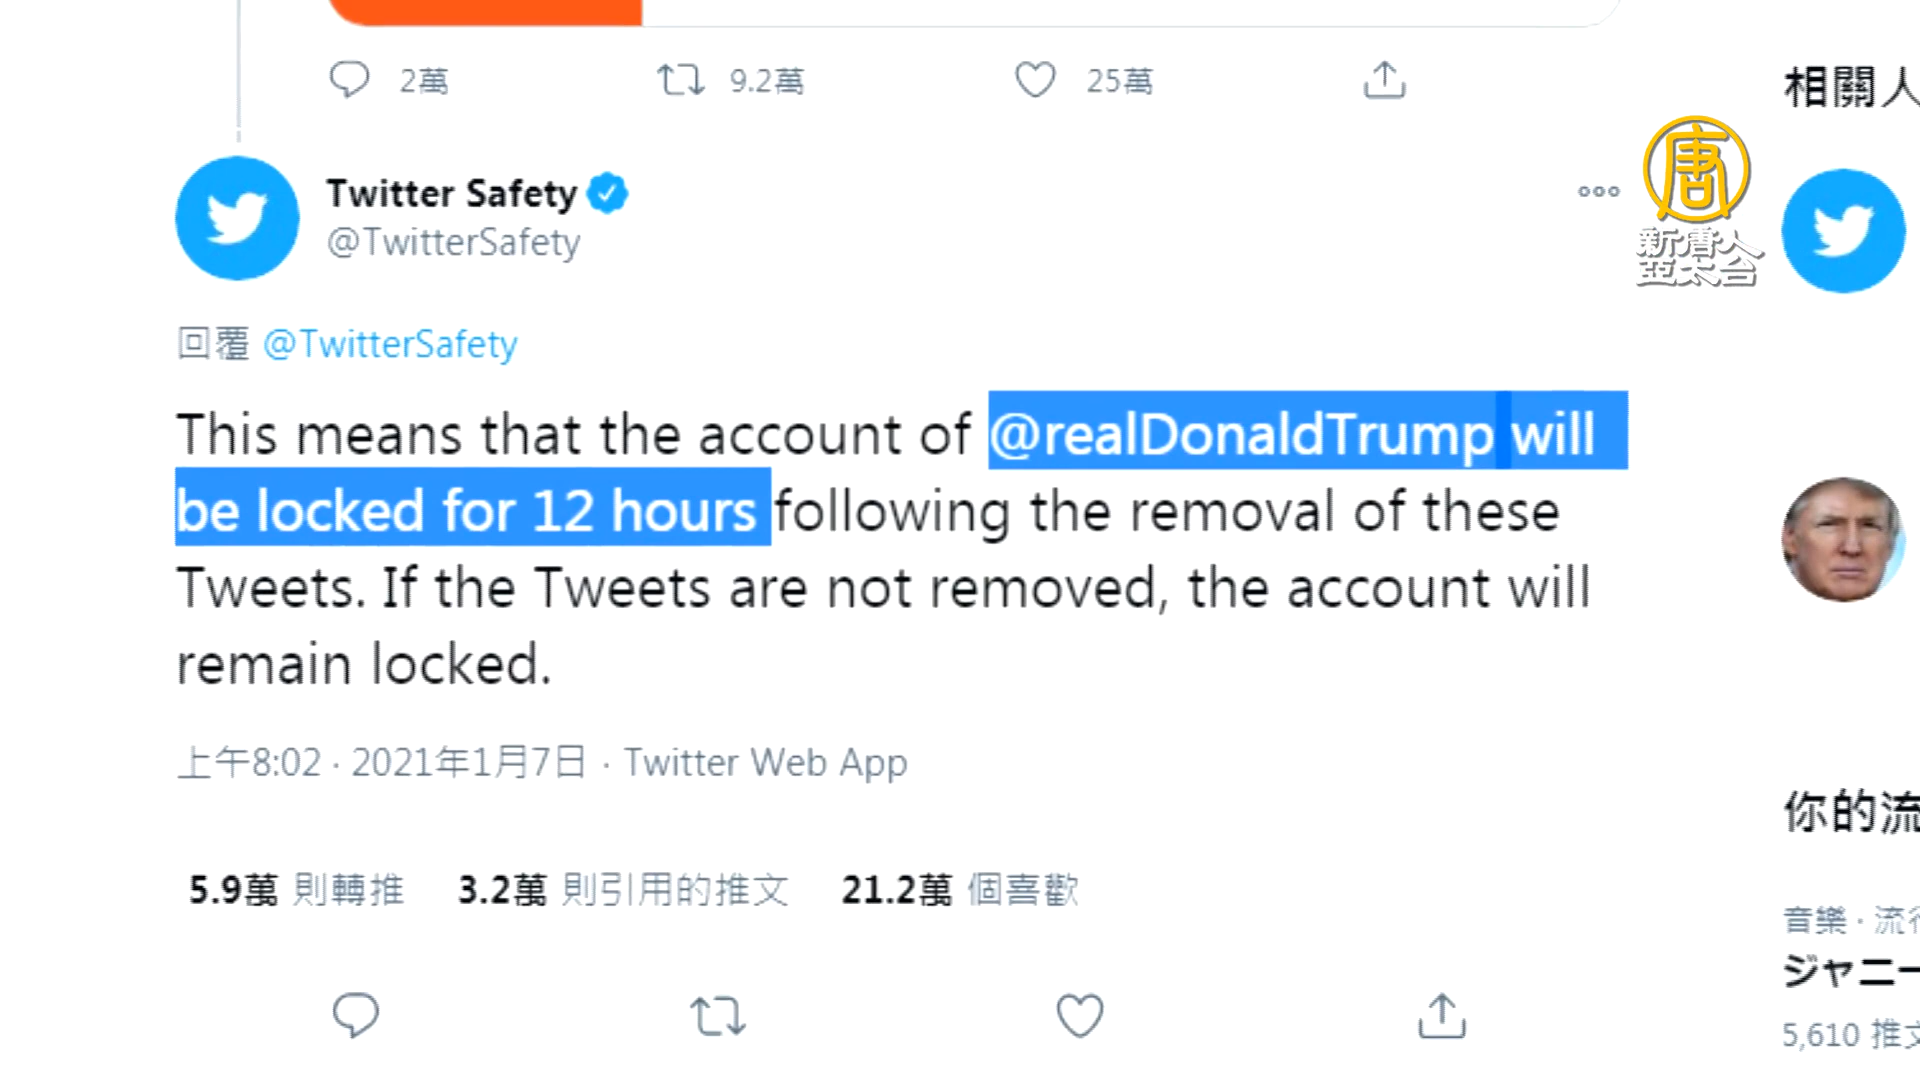 2萬 9.2萬 25萬
相關人
唐
新唐人
亞太台
Twitter Safety
@TwitterSafety
回覆 @TwitterSafety
This means that the account of @realDonaldTrump will
be locked for 12 hours following the removal of these
Tweets. If the Tweets are not removed, the account will
remain locked.
上午8:02 · 2021年1月7日 · Twitter Web App
你的流
5.9萬 則轉推 3.2萬 則引用的推文 21.2萬 個喜歡
音樂 · 流行
ジャニー
5,610 推文